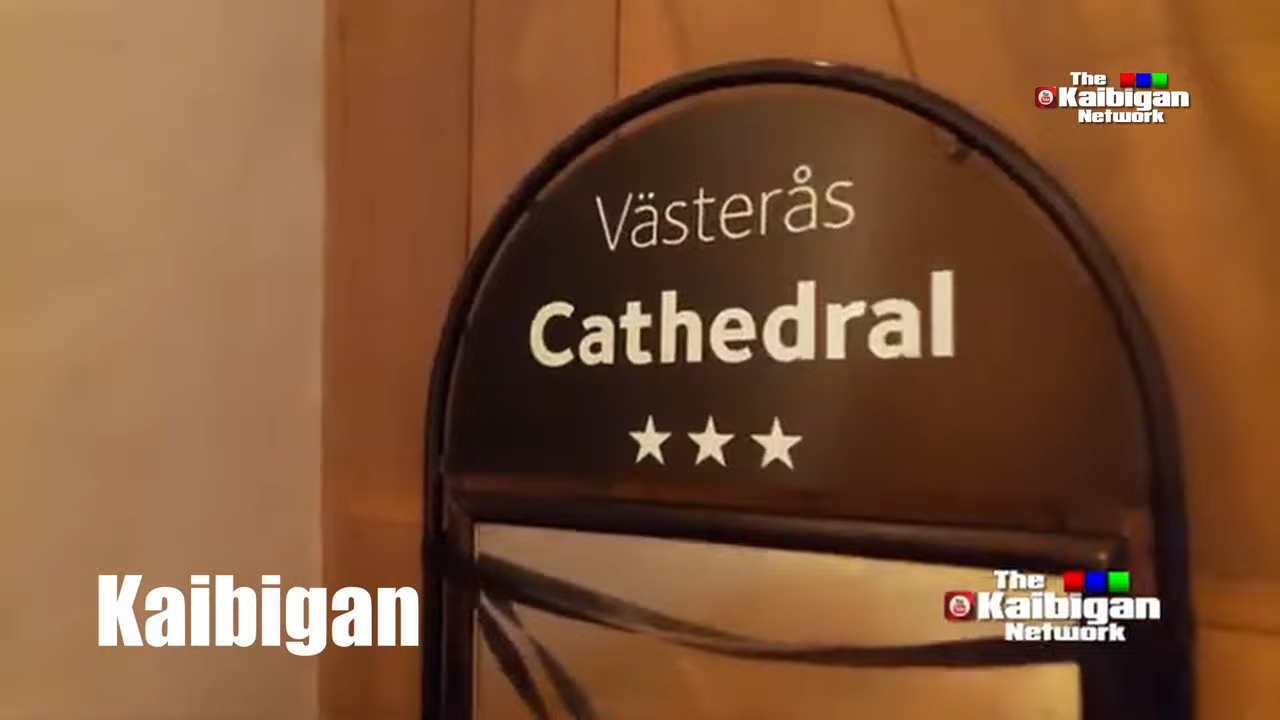 The
Kaibigan
Network
Västerås
Cathedral
Kaibigan
The
Kaibigan
Network